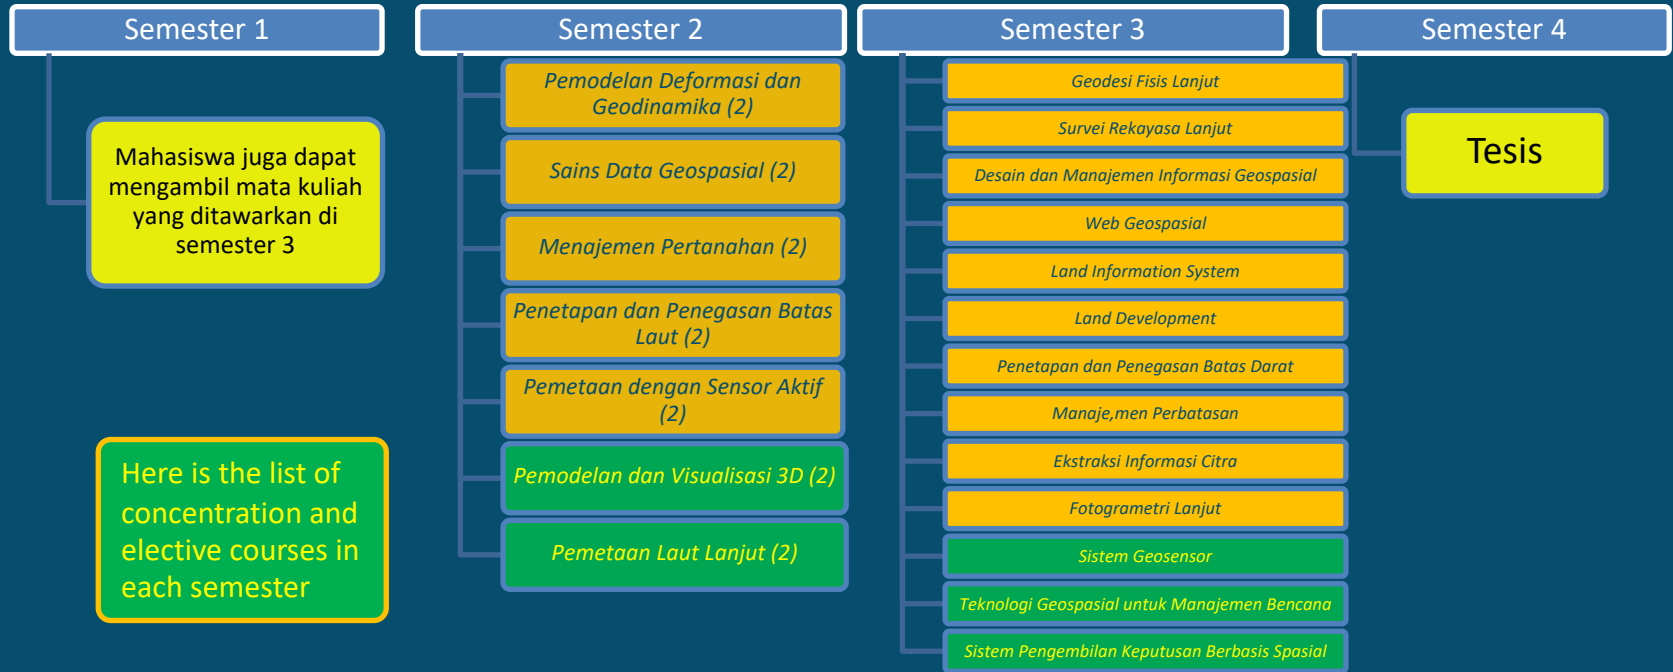 Semester 1
Mahasiswa juga dapat
mengambil mata kuliah
yang ditawarkan di
semester 3
Here is the list of
concentration and
elective courses in
each semester
Semester 2
Pemodelan Deformasi dan
Geodinamika (2)
Sains Data Geospasial (2)
Menajemen Pertanahan (2)
Penetapan dan Penegasan Batas
Laut (2)
Pemetaan dengan Sensor Aktif
(2)
Pemodelan dan Visualisasi 3D (2)
Pemetaan Laut Lanjut (2)
Semester 3
Geodesi Fisis Lanjut
Survei Rekayasa Lanjut
Desain dan Manajemen Informasi Geospasial
Web Geospasial
Land Information System
Land Development
Penetapan dan Penegasan Batas Darat
Manaje,men Perbatasan
Ekstraksi Informasi Citra
Fotogrametri Lanjut
Sistem Geosensor
Teknologi Geospasial untuk Manajemen Bencana
Sistem Pengembilan Keputusan Berbasis Spasial
Semester 4
Tesis